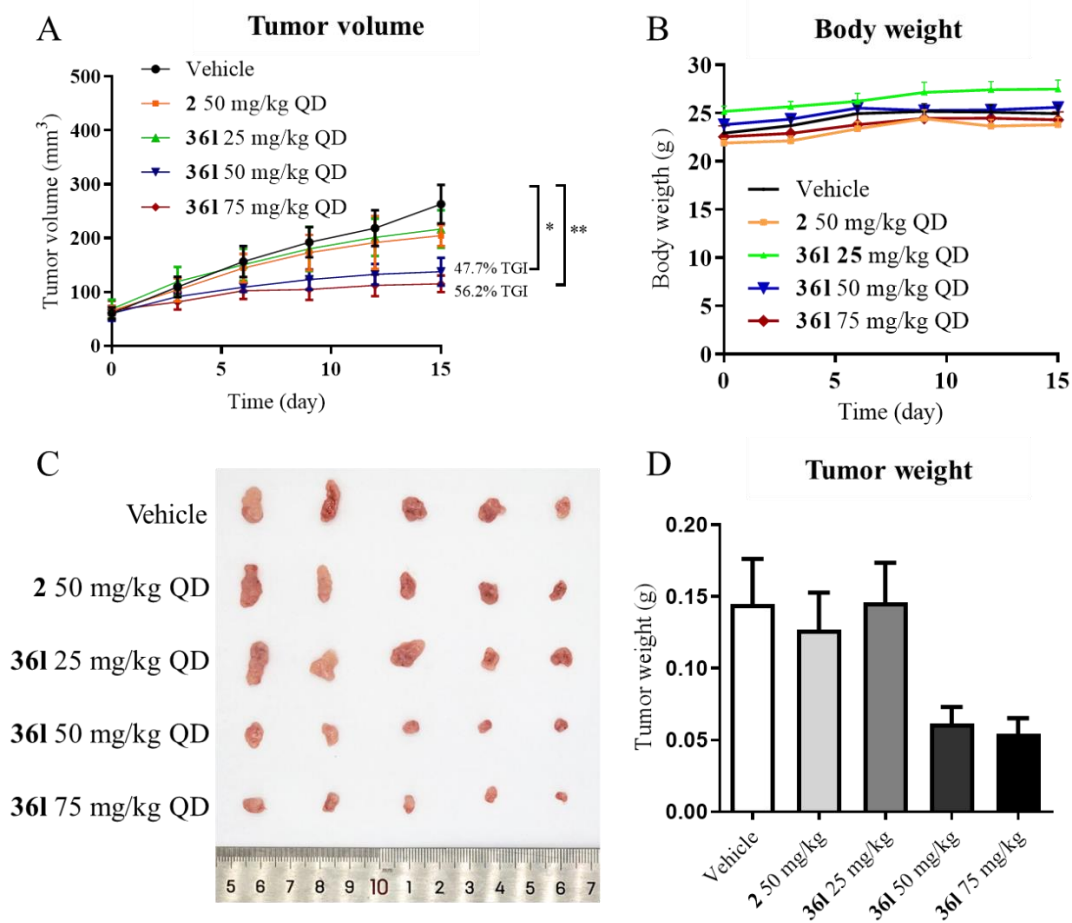 A
Tumor volume
Vehicle
2 50 mg/kg QD
36l 25 mg/kg QD
36l 50 mg/kg QD
36l 75 mg/kg QD
Tumor volume (mm³)
500
400
300
200
100
0
* **
47.7% TGI
56.2% TGI
0 5 10 15
Time (day)
B
Body weight
Body weigth (g)
30
25
20
15
10
5
0
Vehicle
2 50 mg/kg QD
36l 25 mg/kg QD
36l 50 mg/kg QD
36l 75 mg/kg QD
0 5 10 15
Time (day)
C
Vehicle
2 50 mg/kg QD
36l 25 mg/kg QD
36l 50 mg/kg QD
36l 75 mg/kg QD
5 6 7 8 9 10 1 2 3 4 5 6 7
D
Tumor weight
Tumor weight (g)
0.20
0.15
0.10
0.05
0.00
Vehicle
2 50 mg/kg
36l 25 mg/kg
36l 50 mg/kg
36l 75 mg/kg